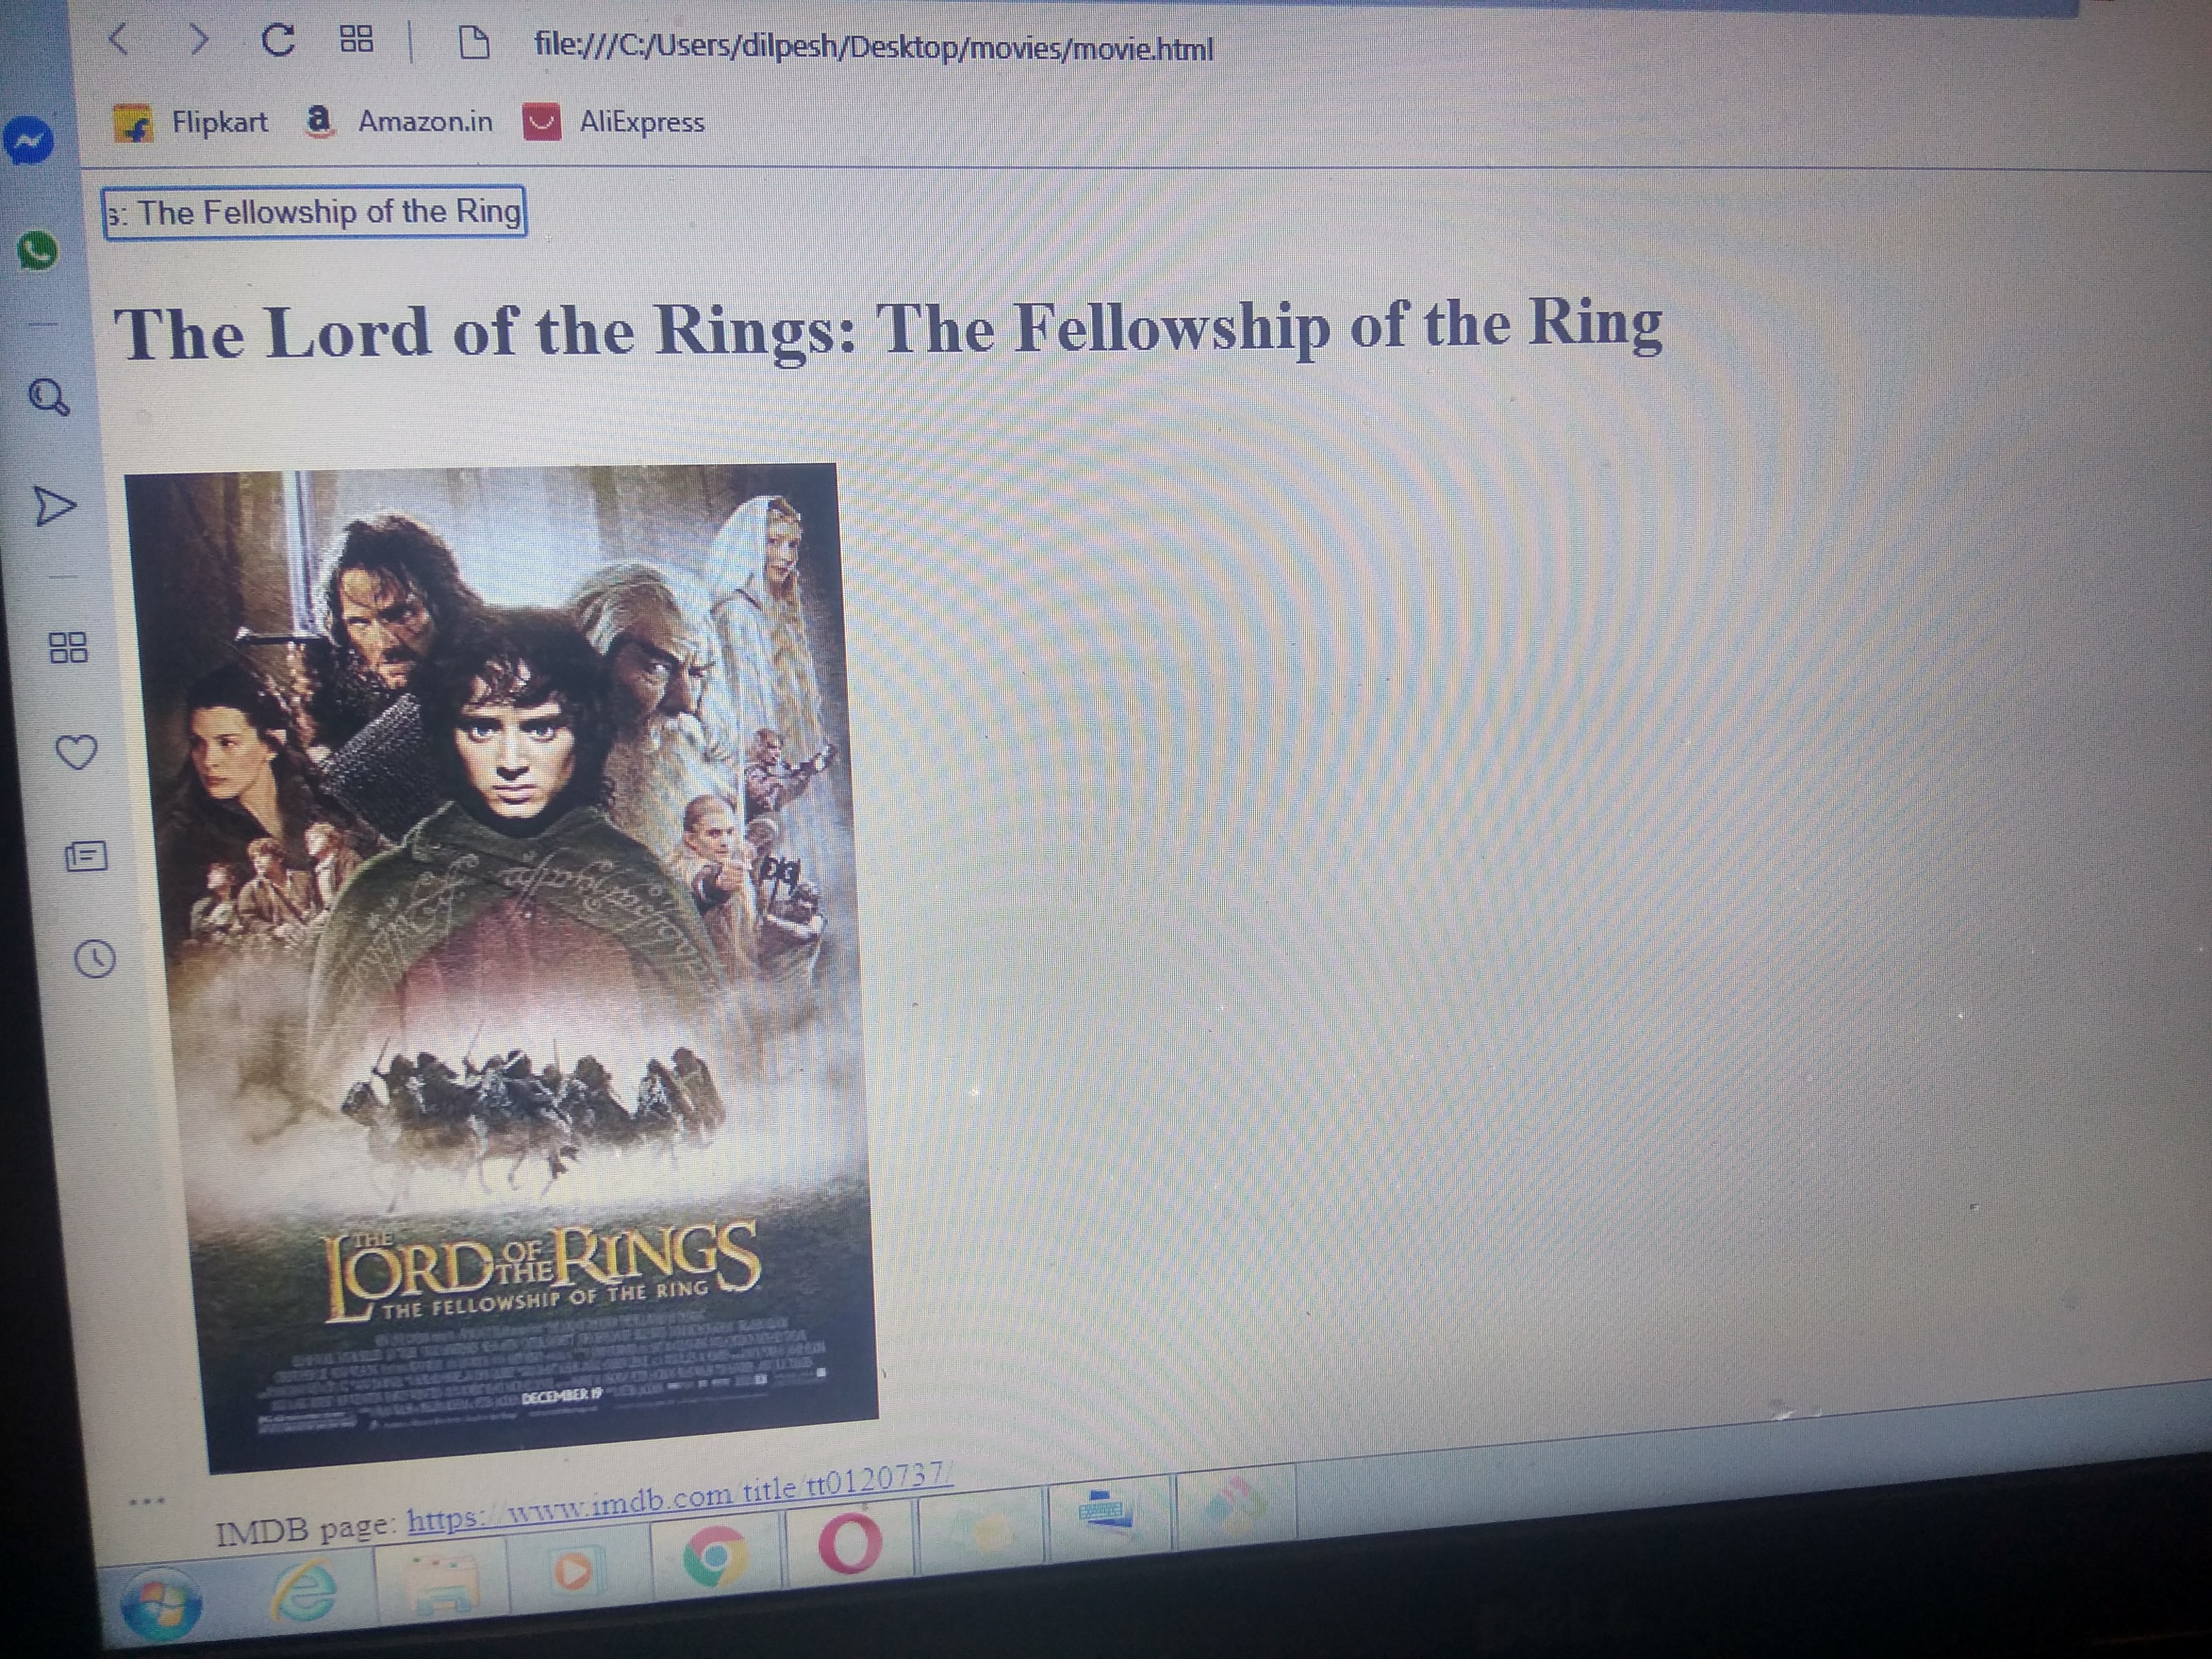 file:///C:/Users/dilpesh/Desktop/movies/movie.html
Flipkart Amazon.in AliExpress
s: The Fellowship of the Ring
The Lord of the Rings: The Fellowship of the Ring
THE
LORD OF THE RINGS
THE FELLOWSHIP OF THE RING
DECEMBER 19
IMDB page: https://www.imdb.com/title/tt0120737/